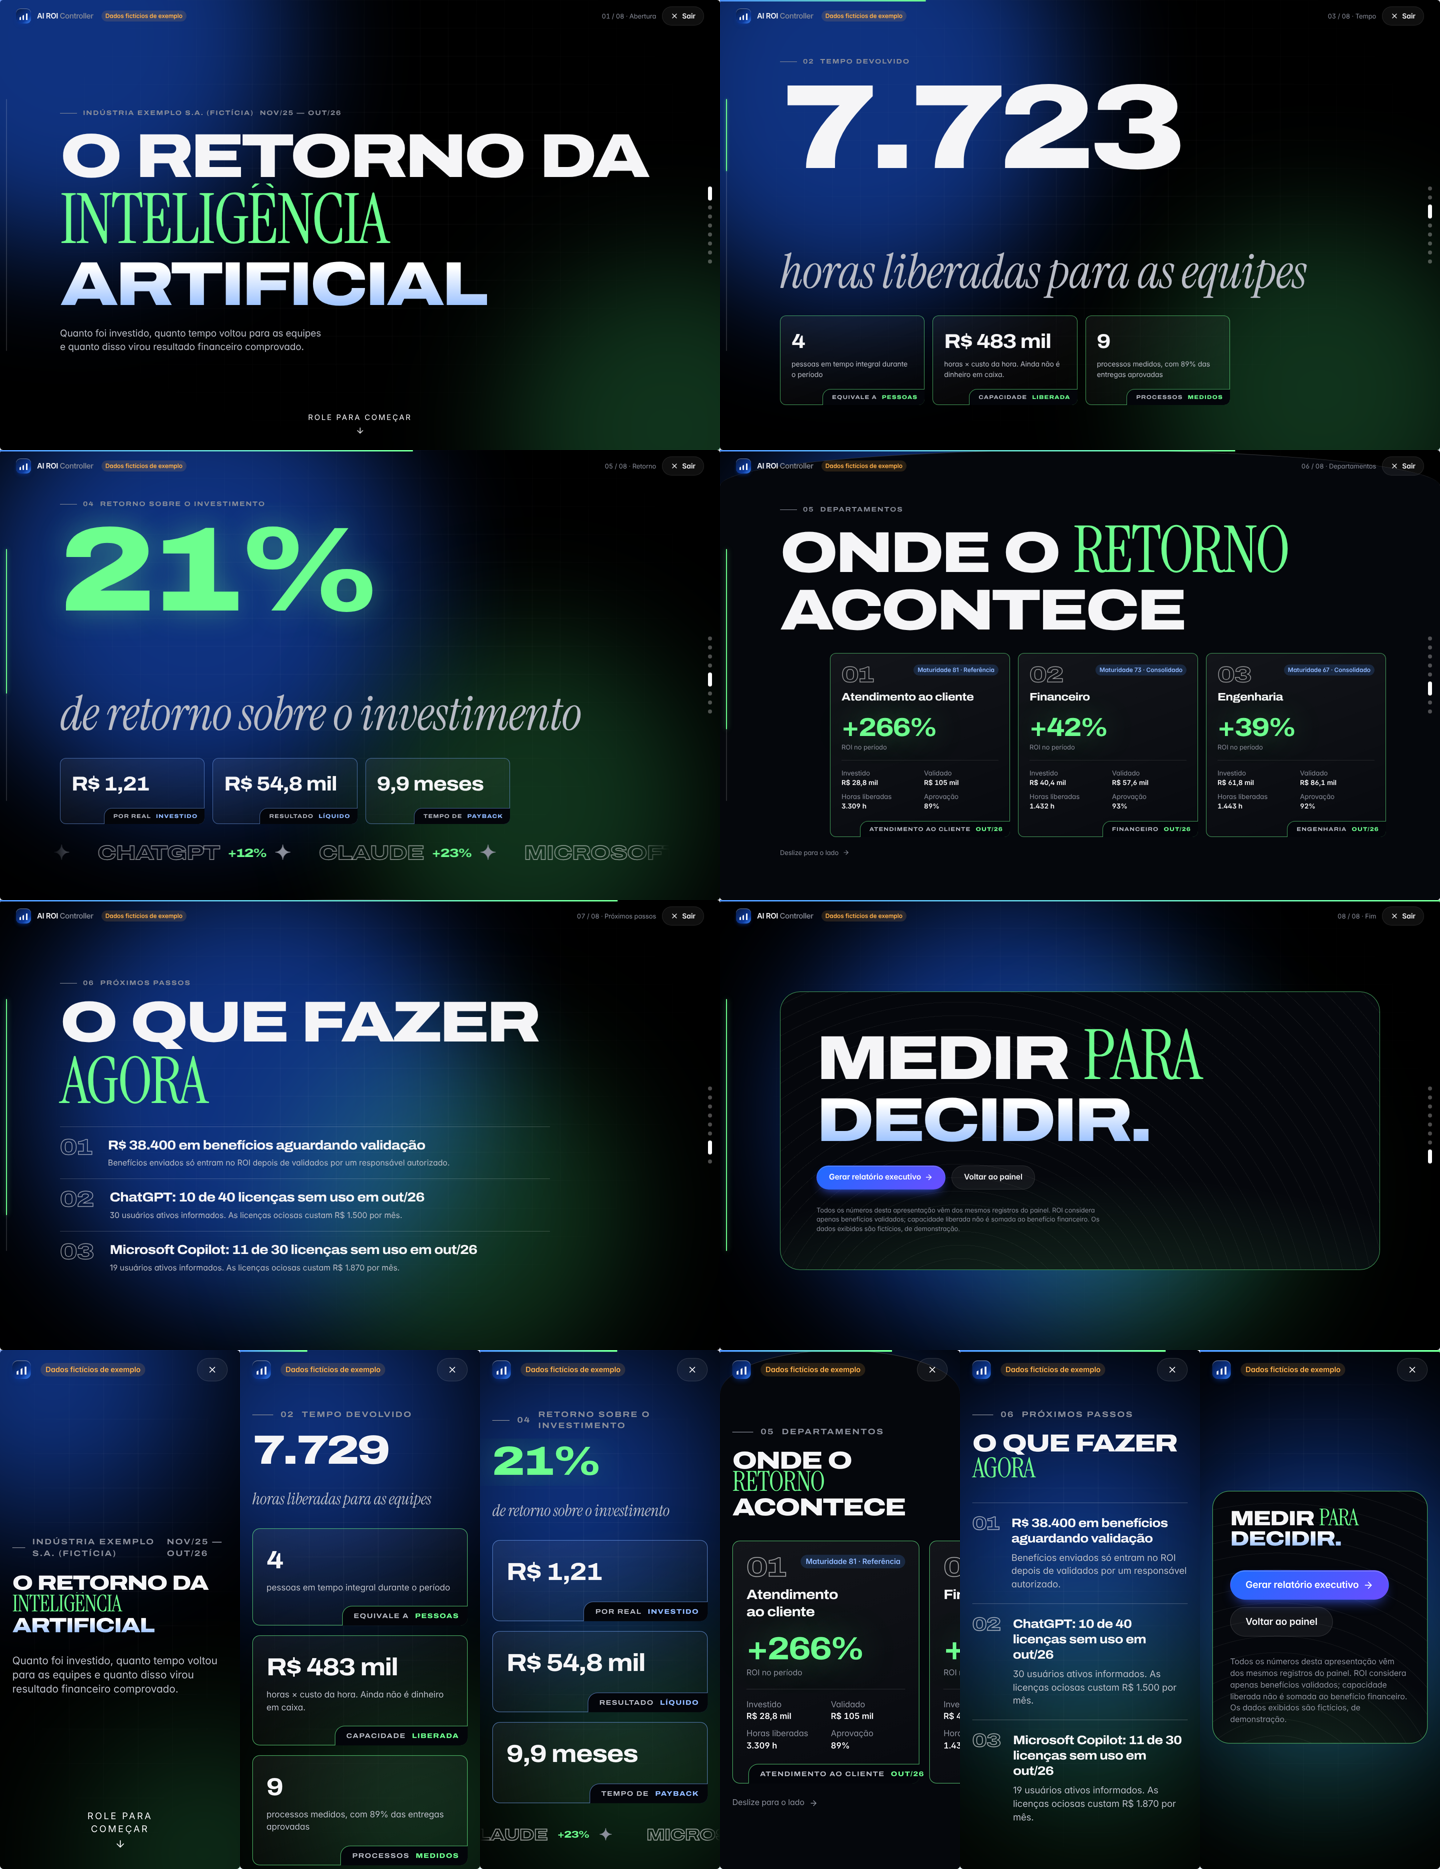 AI ROI Controller
Dados fictícios de exemplo
01 / 08 · Abertura
× Sair
INDÚSTRIA EXEMPLO S.A. (FICTÍCIA) NOV/25 — OUT/26
O RETORNO DA
INTELIGÊNCIA
ARTIFICIAL
Quanto foi investido, quanto tempo voltou para as equipes
e quanto disso virou resultado financeiro comprovado.
ROLE PARA COMEÇAR
↓
AI ROI Controller
Dados fictícios de exemplo
03 / 08 · Tempo
× Sair
02 TEMPO DEVOLVIDO
7.723
horas liberadas para as equipes
4
pessoas em tempo integral durante
o período
EQUIVALE A PESSOAS
R$ 483 mil
horas × custo da hora. Ainda não é
dinheiro em caixa.
CAPACIDADE LIBERADA
9
processos medidos, com 89% das
entregas aprovadas
PROCESSOS MEDIDOS
AI ROI Controller
Dados fictícios de exemplo
05 / 08 · Retorno
× Sair
04 RETORNO SOBRE O INVESTIMENTO
21%
de retorno sobre o investimento
R$ 1,21
POR REAL INVESTIDO
R$ 54,8 mil
RESULTADO LÍQUIDO
9,9 meses
TEMPO DE PAYBACK
CHATGPT +12% CLAUDE +23% MICROSOF
AI ROI Controller
Dados fictícios de exemplo
06 / 08 · Departamentos
× Sair
05 DEPARTAMENTOS
ONDE O RETORNO
ACONTECE
01
Maturidade 81 · Referência
Atendimento ao cliente
+266%
ROI no período
Investido Validado
R$ 28,8 mil R$ 105 mil
Horas liberadas Aprovação
3.309 h 89%
ATENDIMENTO AO CLIENTE OUT/26
02
Maturidade 73 · Consolidado
Financeiro
+42%
ROI no período
Investido Validado
R$ 40,4 mil R$ 57,6 mil
Horas liberadas Aprovação
1.432 h 93%
FINANCEIRO OUT/26
03
Maturidade 67 · Consolidado
Engenharia
+39%
ROI no período
Investido Validado
R$ 61,8 mil R$ 86,1 mil
Horas liberadas Aprovação
1.443 h 92%
ENGENHARIA OUT/26
Deslize para o lado →
AI ROI Controller
Dados fictícios de exemplo
07 / 08 · Próximos passos
× Sair
06 PRÓXIMOS PASSOS
O QUE FAZER
AGORA
01 R$ 38.400 em benefícios aguardando validação
Benefícios enviados só entram no ROI depois de validados por um responsável autorizado.
02 ChatGPT: 10 de 40 licenças sem uso em out/26
30 usuários ativos informados. As licenças ociosas custam R$ 1.500 por mês.
03 Microsoft Copilot: 11 de 30 licenças sem uso em out/26
19 usuários ativos informados. As licenças ociosas custam R$ 1.870 por mês.
AI ROI Controller
Dados fictícios de exemplo
08 / 08 · Fim
× Sair
MEDIR PARA
DECIDIR.
Gerar relatório executivo →
Voltar ao painel
Todos os números desta apresentação vêm dos mesmos registros do painel. ROI considera
apenas benefícios validados; capacidade liberada não é somada ao benefício financeiro. Os
dados exibidos são fictícios, de demonstração.
Dados fictícios de exemplo
×
INDÚSTRIA EXEMPLO NOV/25 —
S.A. (FICTÍCIA) OUT/26
O RETORNO DA
INTELIGÊNCIA
ARTIFICIAL
Quanto foi investido, quanto tempo voltou
para as equipes e quanto disso virou
resultado financeiro comprovado.
ROLE PARA
COMEÇAR
↓
Dados fictícios de exemplo
×
02 TEMPO DEVOLVIDO
7.729
horas liberadas para as equipes
4
pessoas em tempo integral durante o período
EQUIVALE A PESSOAS
R$ 483 mil
horas × custo da hora. Ainda não é dinheiro
em caixa.
CAPACIDADE LIBERADA
9
processos medidos, com 89% das entregas
aprovadas
PROCESSOS MEDIDOS
Dados fictícios de exemplo
×
04 RETORNO SOBRE O
INVESTIMENTO
21%
de retorno sobre o investimento
R$ 1,21
POR REAL INVESTIDO
R$ 54,8 mil
RESULTADO LÍQUIDO
9,9 meses
TEMPO DE PAYBACK
LAUDE +23% MICROS
Dados fictícios de exemplo
×
05 DEPARTAMENTOS
ONDE O
RETORNO
ACONTECE
01
Maturidade 81 · Referência
Atendimento
ao cliente
+266%
ROI no período
Investido Validado
R$ 28,8 mil R$ 105 mil
Horas liberadas Aprovação
3.309 h 89%
ATENDIMENTO AO CLIENTE OUT/26
Deslize para o lado →
Dados fictícios de exemplo
×
06 PRÓXIMOS PASSOS
O QUE FAZER
AGORA
01 R$ 38.400 em benefícios
aguardando validação
Benefícios enviados só entram no ROI
depois de validados por um responsável
autorizado.
02 ChatGPT: 10 de 40
licenças sem uso em
out/26
30 usuários ativos informados. As
licenças ociosas custam R$ 1.500 por
mês.
03 Microsoft Copilot: 11 de 30
licenças sem uso em
out/26
19 usuários ativos informados. As
licenças ociosas custam R$ 1.870 por
mês.
Dados fictícios de exemplo
×
MEDIR PARA
DECIDIR.
Gerar relatório executivo →
Voltar ao painel
Todos os números desta apresentação vêm
dos mesmos registros do painel. ROI considera
apenas benefícios validados; capacidade
liberada não é somada ao benefício financeiro.
Os dados exibidos são fictícios, de
demonstração.